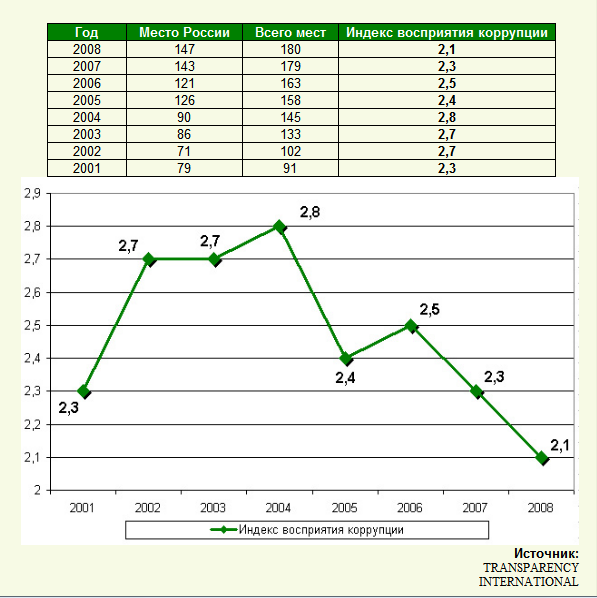 Год Место России Всего мест Индекс восприятия коррупции
2008 147 180 2,1
2007 143 179 2,3
2006 121 163 2,5
2005 126 158 2,4
2004 90 145 2,8
2003 86 133 2,7
2002 71 102 2,7
2001 79 91 2,3
2,9
2,8
2,7
2,6
2,5
2,4
2,3
2,2
2,1
2
2,3
2,7
2,7
2,8
2,4
2,5
2,3
2,1
2001 2002 2003 2004 2005 2006 2007 2008
Индекс восприятия коррупции
Источник:
TRANSPARENCY
INTERNATIONAL